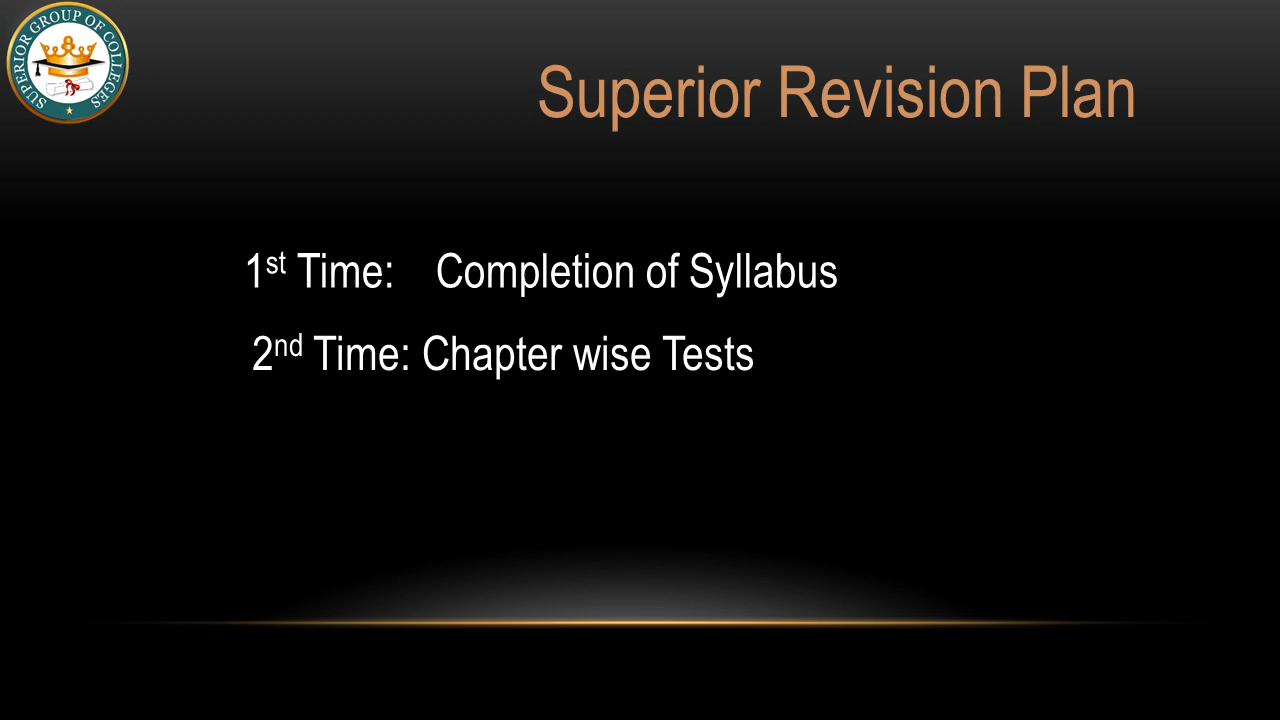 SUPERIOR GROUP OF COLLEGES
Superior Revision Plan
1st Time: Completion of Syllabus
2nd Time: Chapter wise Tests